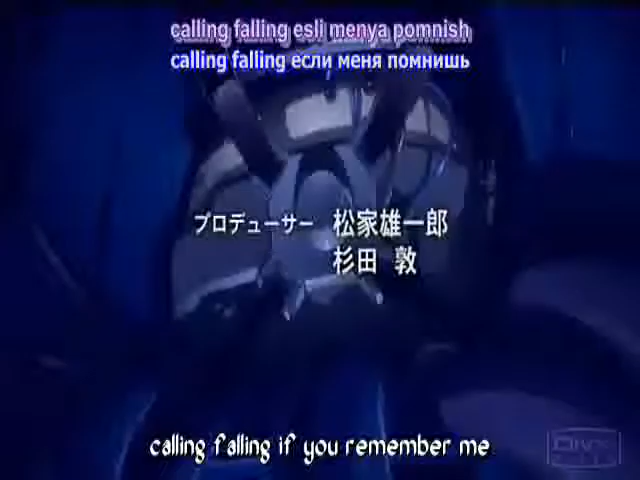 calling falling esli menya pomnish
calling falling если меня помнишь
プロデューサー 松家雄一郎
杉田 敦
calling falling if you remember me
DIVX